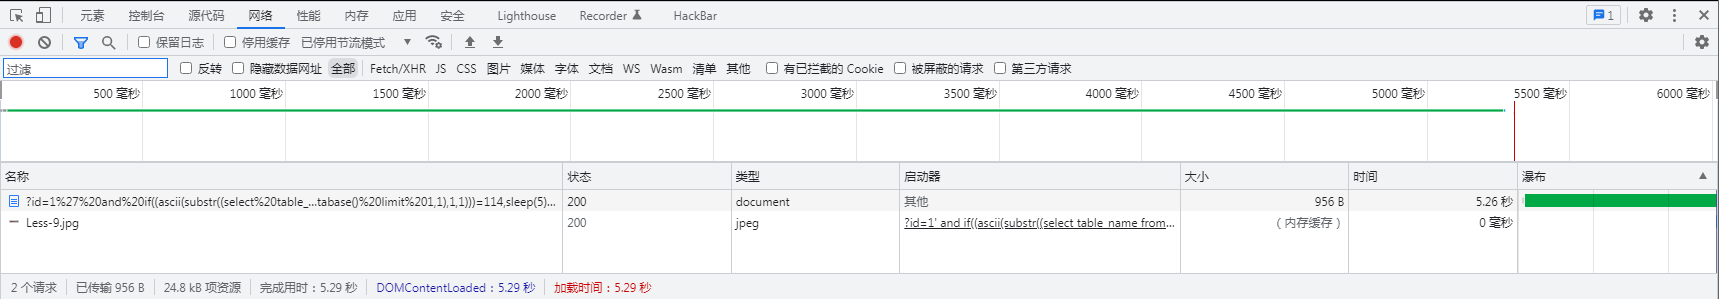 元素 控制台 源代码 网络 性能 内存 应用 安全 Lighthouse Recorder HackBar 1
保留日志 停用缓存 已停用节流模式
过滤 反转 隐藏数据网址 全部 Fetch/XHR JS CSS 图片 媒体 字体 文档 WS Wasm 清单 其他 有已拦截的 Cookie 被屏蔽的请求 第三方请求
500 毫秒 1000 毫秒 1500 毫秒 2000 毫秒 2500 毫秒 3000 毫秒 3500 毫秒 4000 毫秒 4500 毫秒 5000 毫秒 5500 毫秒 6000 毫秒
名称 状态 类型 启动器 大小 时间 瀑布
?id=1%27%20and%20if((ascii(substr((select%20table_...tabase()%20limit%201,1),1,1)))=114,sleep(5)... 200 document 其他 956 B 5.26 秒
Less-9.jpg 200 jpeg ?id=1' and if((ascii(substr((select table_name from... （内存缓存） 0 毫秒
2 个请求 已传输 956 B 24.8 kB 项资源 完成用时：5.29 秒 DOMContentLoaded：5.29 秒 加载时间：5.29 秒